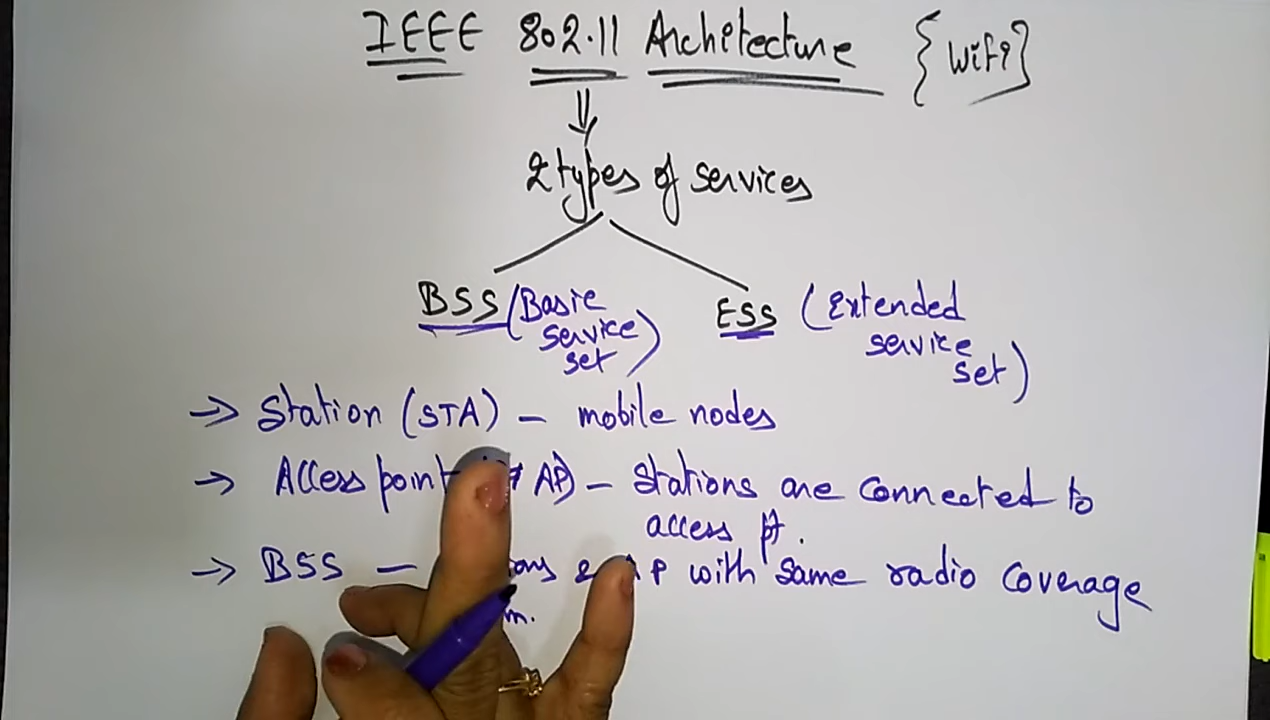 IEEE 802.11 Architecture {Wifi}
2 types of services
BSS (Basic service set) ESS (Extended service set)
→ Station (STA) - mobile nodes
→ Access point AP) - Stations are connected to
access pt.
→ BSS - & AP with same radio coverage